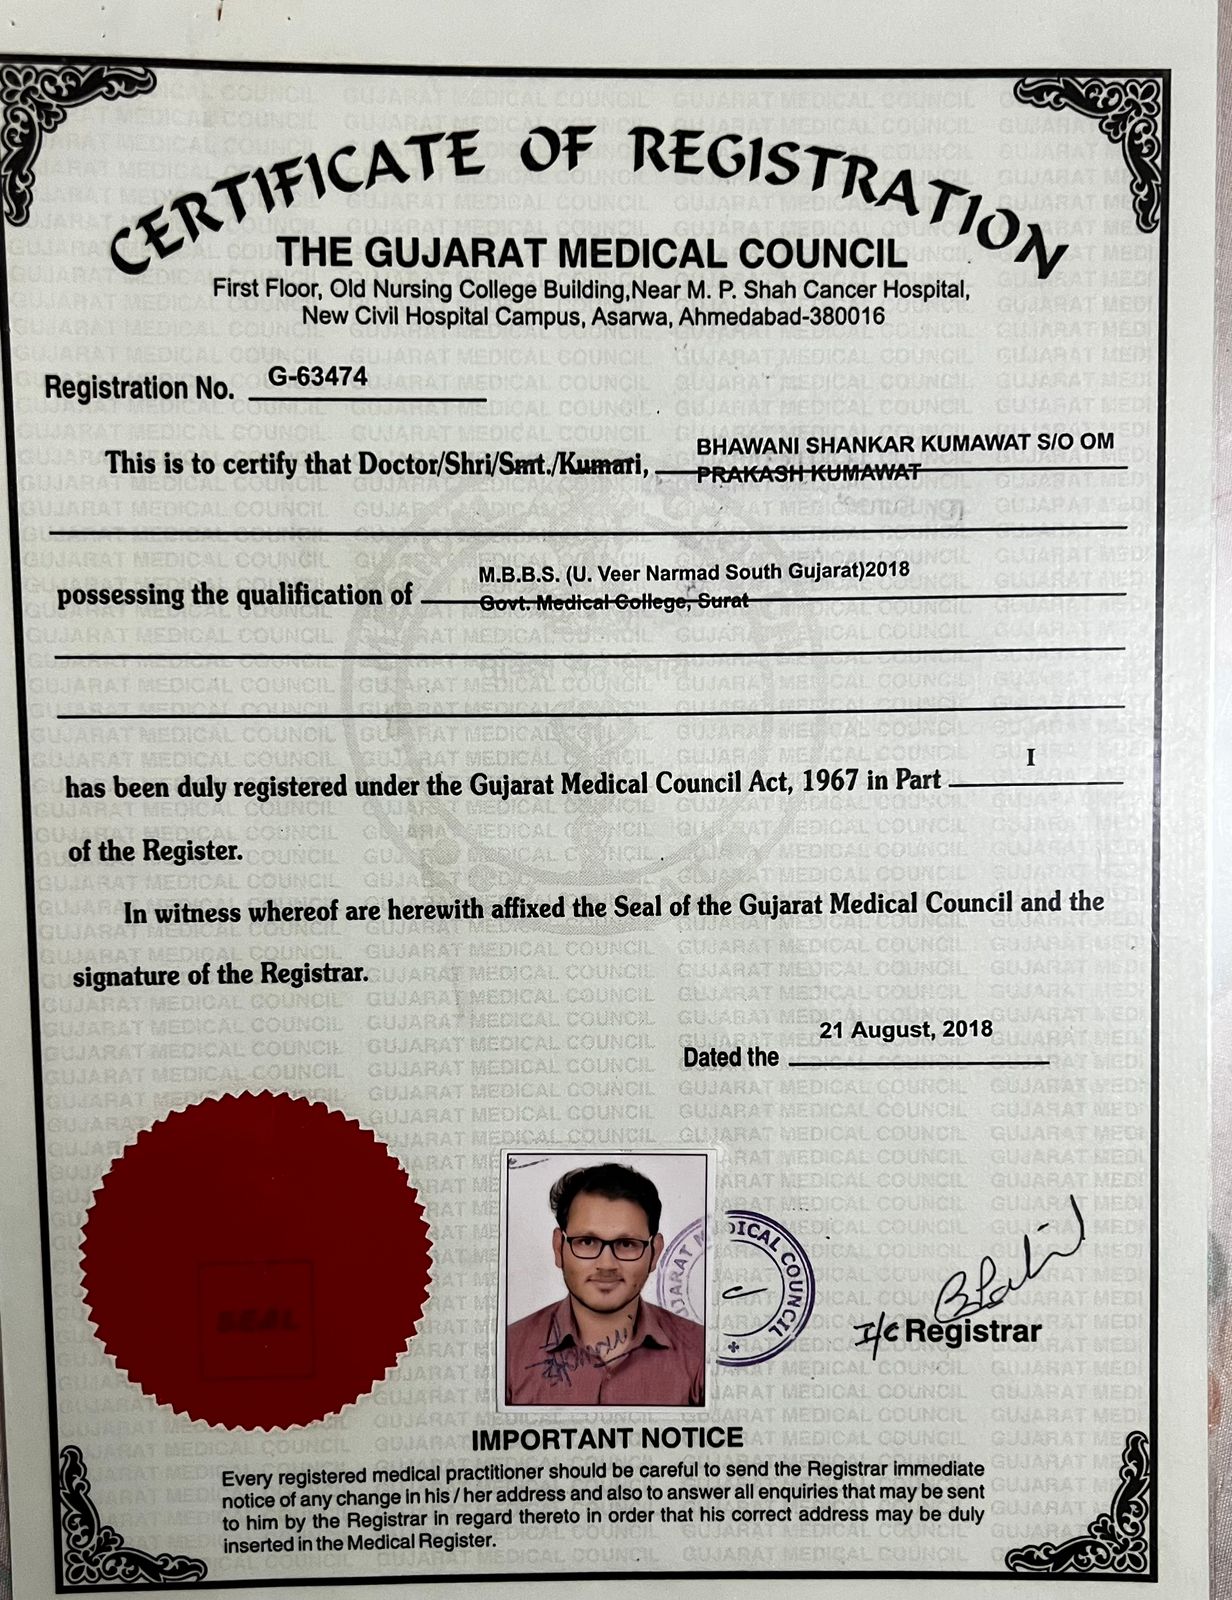 CERTIFICATE OF REGISTRATION
THE GUJARAT MEDICAL COUNCIL
First Floor, Old Nursing College Building,Near M. P. Shah Cancer Hospital,
New Civil Hospital Campus, Asarwa, Ahmedabad-380016
Registration No. G-63474
This is to certify that Doctor/Shri/Smt./Kumari, BHAWANI SHANKAR KUMAWAT S/O OM
PRAKASH KUMAWAT
M.B.B.S. (U. Veer Narmad South Gujarat)2018
possessing the qualification of Govt. Medical College, Surat
has been duly registered under the Gujarat Medical Council Act, 1967 in Part I
of the Register.
In witness whereof are herewith affixed the Seal of the Gujarat Medical Council and the
signature of the Registrar.
Dated the 21 August, 2018
SEAL
GUJARAT MEDICAL COUNCIL
I/C Registrar
IMPORTANT NOTICE
Every registered medical practitioner should be careful to send the Registrar immediate
notice of any change in his / her address and also to answer all enquiries that may be sent
to him by the Registrar in regard thereto in order that his correct address may be duly
inserted in the Medical Register.